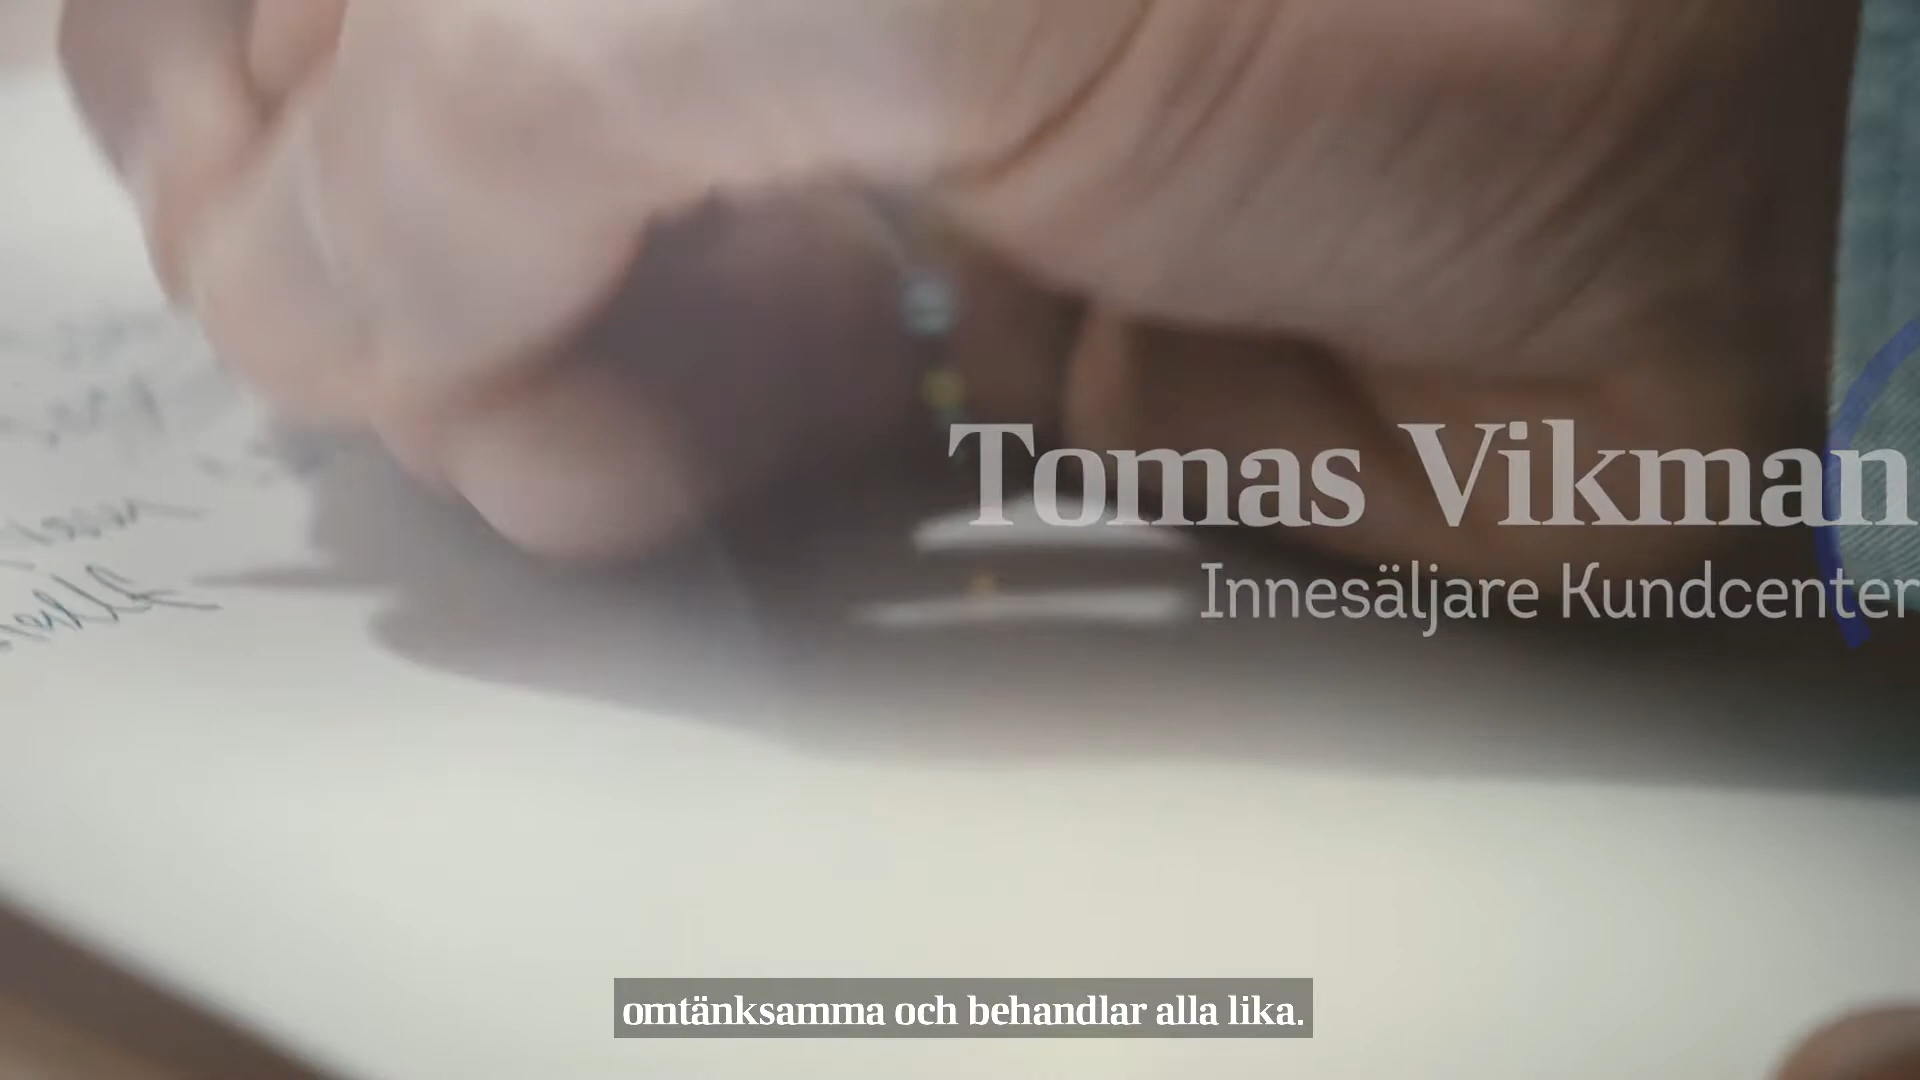 Tomas Vikman
Innesäljare Kundcenter
omtänksamma och behandlar alla lika.